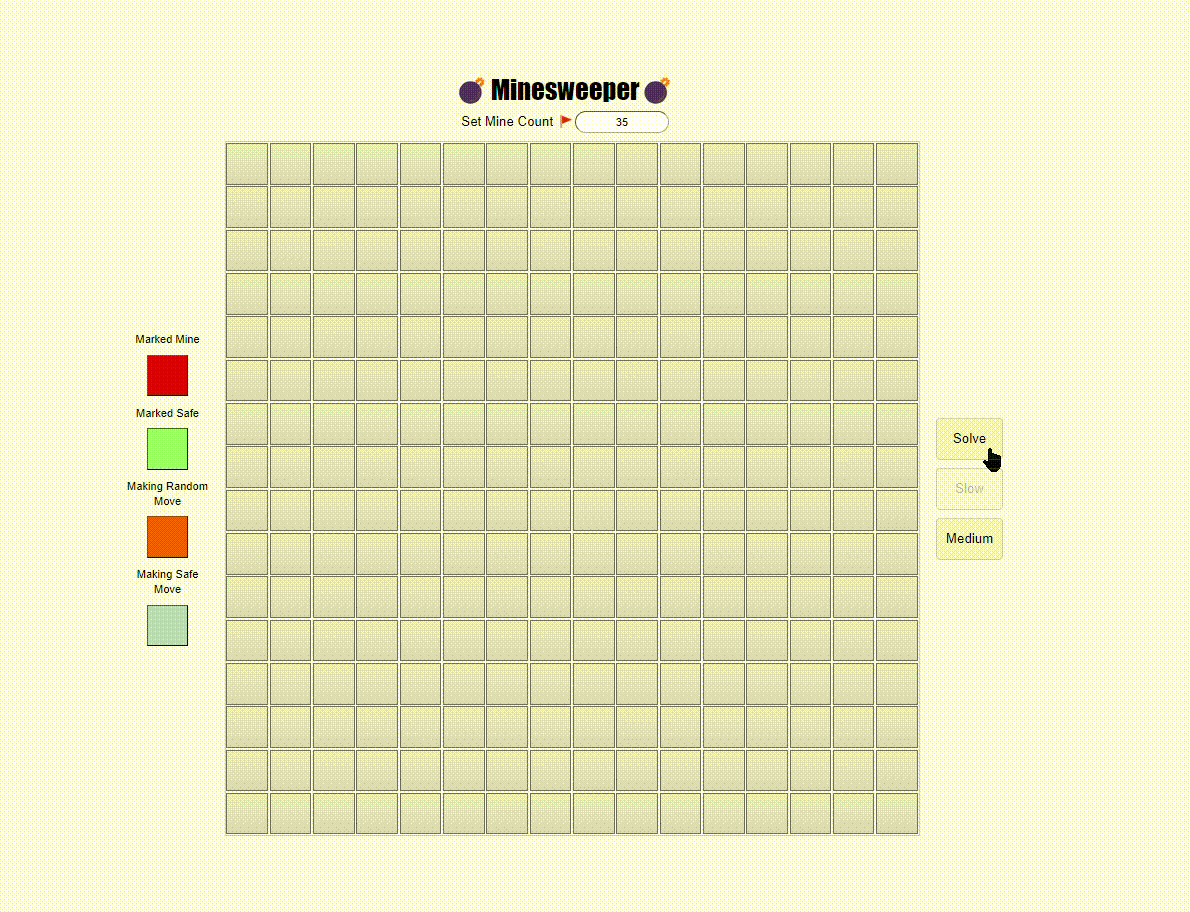 Minesweeper
Set Mine Count 35
Marked Mine
Marked Safe
Making Random
Move
Making Safe
Move
Solve
Slow
Medium